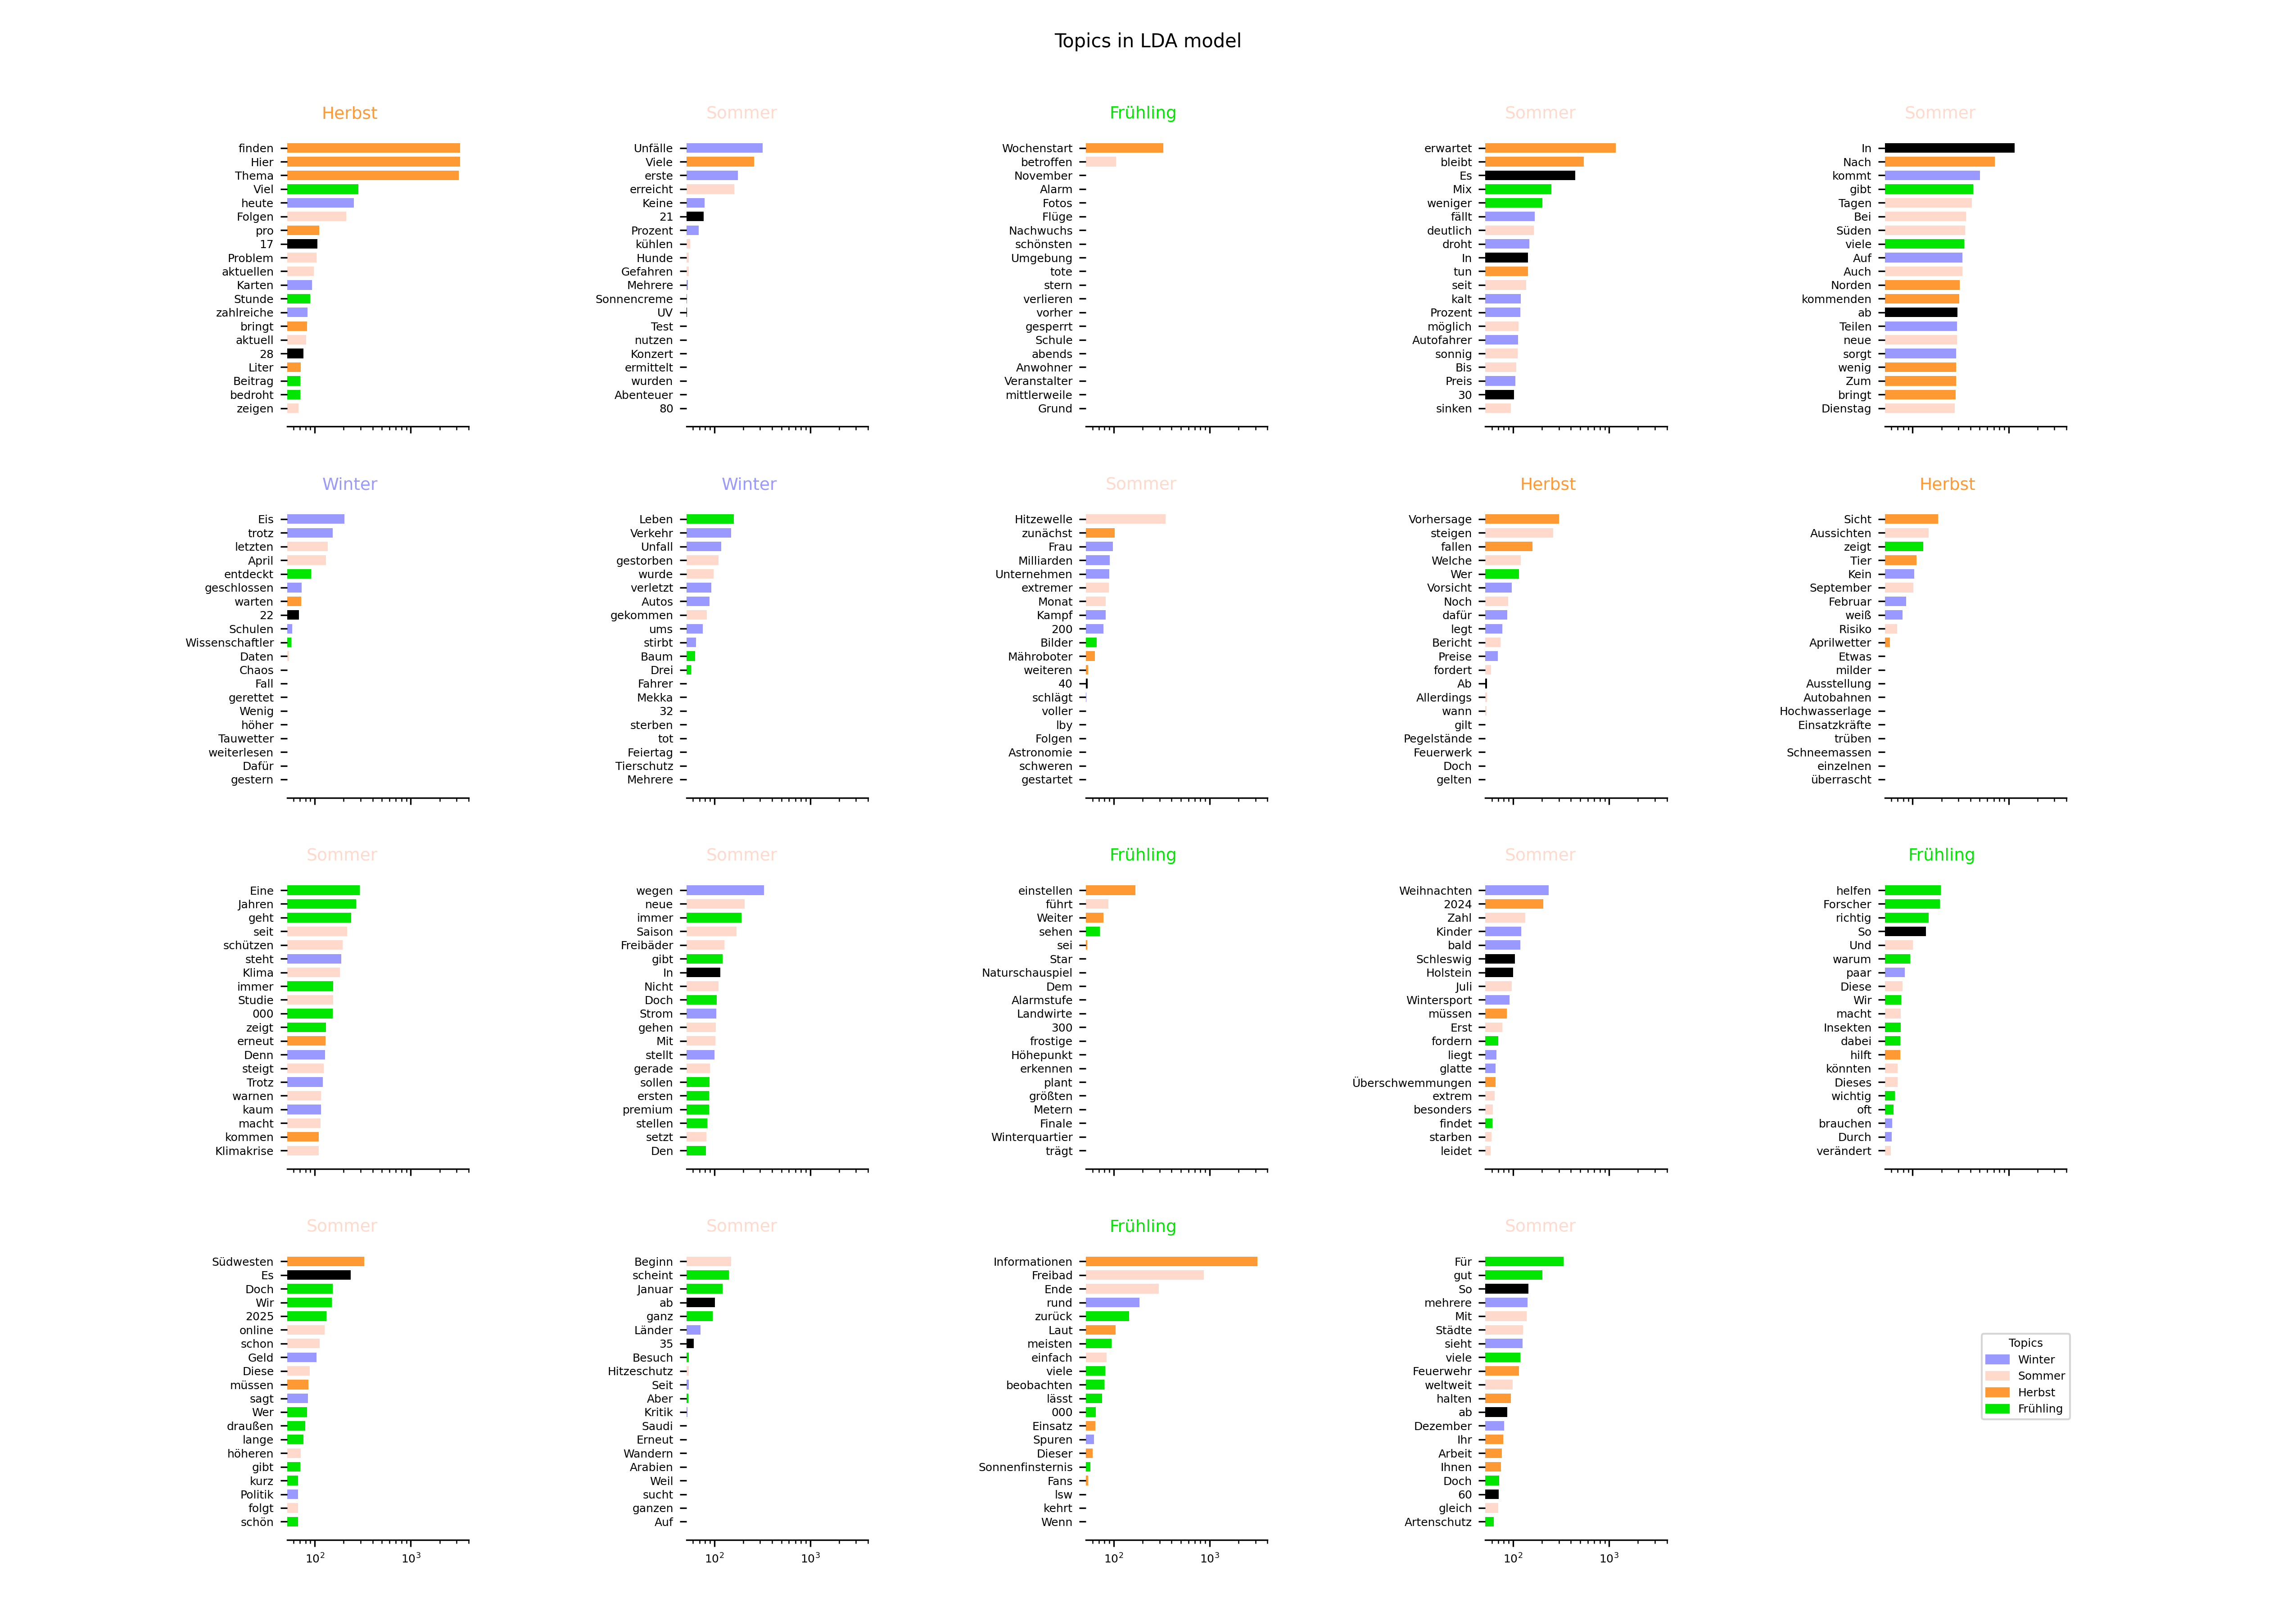 Topics in LDA model
Herbst
finden
Hier
Thema
Viel
heute
Folgen
pro
17
Problem
aktuellen
Karten
Stunde
zahlreiche
bringt
aktuell
28
Liter
Beitrag
bedroht
zeigen
Sommer
Unfälle
Viele
erste
erreicht
Keine
21
Prozent
kühlen
Hunde
Gefahren
Mehrere
Sonnencreme
UV
Test
nutzen
Konzert
ermittelt
wurden
Abenteuer
80
Frühling
Wochenstart
betroffen
November
Alarm
Fotos
Flüge
Nachwuchs
schönsten
Umgebung
tote
stern
verlieren
vorher
gesperrt
Schule
abends
Anwohner
Veranstalter
mittlerweile
Grund
Sommer
erwartet
bleibt
Es
Mix
weniger
fällt
deutlich
droht
In
tun
seit
kalt
Prozent
möglich
Autofahrer
sonnig
Bis
Preis
30
sinken
Sommer
In
Nach
kommt
gibt
Tagen
Bei
Süden
viele
Auf
Auch
Norden
kommenden
ab
Teilen
neue
sorgt
wenig
Zum
bringt
Dienstag
Winter
Eis
trotz
letzten
April
entdeckt
geschlossen
warten
22
Schulen
Wissenschaftler
Daten
Chaos
Fall
gerettet
Wenig
höher
Tauwetter
weiterlesen
Dafür
gestern
Winter
Leben
Verkehr
Unfall
gestorben
wurde
verletzt
Autos
gekommen
ums
stirbt
Baum
Drei
Fahrer
Mekka
32
sterben
tot
Feiertag
Tierschutz
Mehrere
Sommer
Hitzewelle
zunächst
Frau
Milliarden
Unternehmen
extremer
Monat
Kampf
200
Bilder
Mähroboter
weiteren
40
schlägt
voller
lby
Folgen
Astronomie
schweren
gestartet
Herbst
Vorhersage
steigen
fallen
Welche
Wer
Vorsicht
Noch
dafür
legt
Bericht
Preise
fordert
Ab
Allerdings
wann
gilt
Pegelstände
Feuerwerk
Doch
gelten
Herbst
Sicht
Aussichten
zeigt
Tier
Kein
September
Februar
weiß
Risiko
Aprilwetter
Etwas
milder
Ausstellung
Autobahnen
Hochwasserlage
Einsatzkräfte
trüben
Schneemassen
einzelnen
überrascht
Sommer
Eine
Jahren
geht
seit
schützen
steht
Klima
immer
Studie
000
zeigt
erneut
Denn
steigt
Trotz
warnen
kaum
macht
kommen
Klimakrise
Sommer
wegen
neue
immer
Saison
Freibäder
gibt
In
Nicht
Doch
Strom
gehen
Mit
stellt
gerade
sollen
ersten
premium
stellen
setzt
Den
Frühling
einstellen
führt
Weiter
sehen
sei
Star
Naturschauspiel
Dem
Alarmstufe
Landwirte
300
frostige
Höhepunkt
erkennen
plant
größten
Metern
Finale
Winterquartier
trägt
Sommer
Weihnachten
2024
Zahl
Kinder
bald
Schleswig
Holstein
Juli
Wintersport
müssen
Erst
fordern
liegt
glatte
Überschwemmungen
extrem
besonders
findet
starben
leidet
Frühling
helfen
Forscher
richtig
So
Und
warum
paar
Diese
Wir
macht
Insekten
dabei
hilft
könnten
Dieses
wichtig
oft
brauchen
Durch
verändert
Sommer
Südwesten
Es
Doch
Wir
2025
online
schon
Geld
Diese
müssen
sagt
Wer
draußen
lange
höheren
gibt
kurz
Politik
folgt
schön
10²
10³
Sommer
Beginn
scheint
Januar
ab
ganz
Länder
35
Besuch
Hitzeschutz
Seit
Aber
Kritik
Saudi
Erneut
Wandern
Arabien
Weil
sucht
ganzen
Auf
10²
10³
Frühling
Informationen
Freibad
Ende
rund
zurück
Laut
meisten
einfach
viele
beobachten
lässt
000
Einsatz
Spuren
Dieser
Sonnenfinsternis
Fans
lsw
kehrt
Wenn
10²
10³
Sommer
Für
gut
So
mehrere
Mit
Städte
sieht
viele
Feuerwehr
weltweit
halten
ab
Dezember
Ihr
Arbeit
Ihnen
Doch
60
gleich
Artenschutz
10²
10³
Topics
Winter
Sommer
Herbst
Frühling